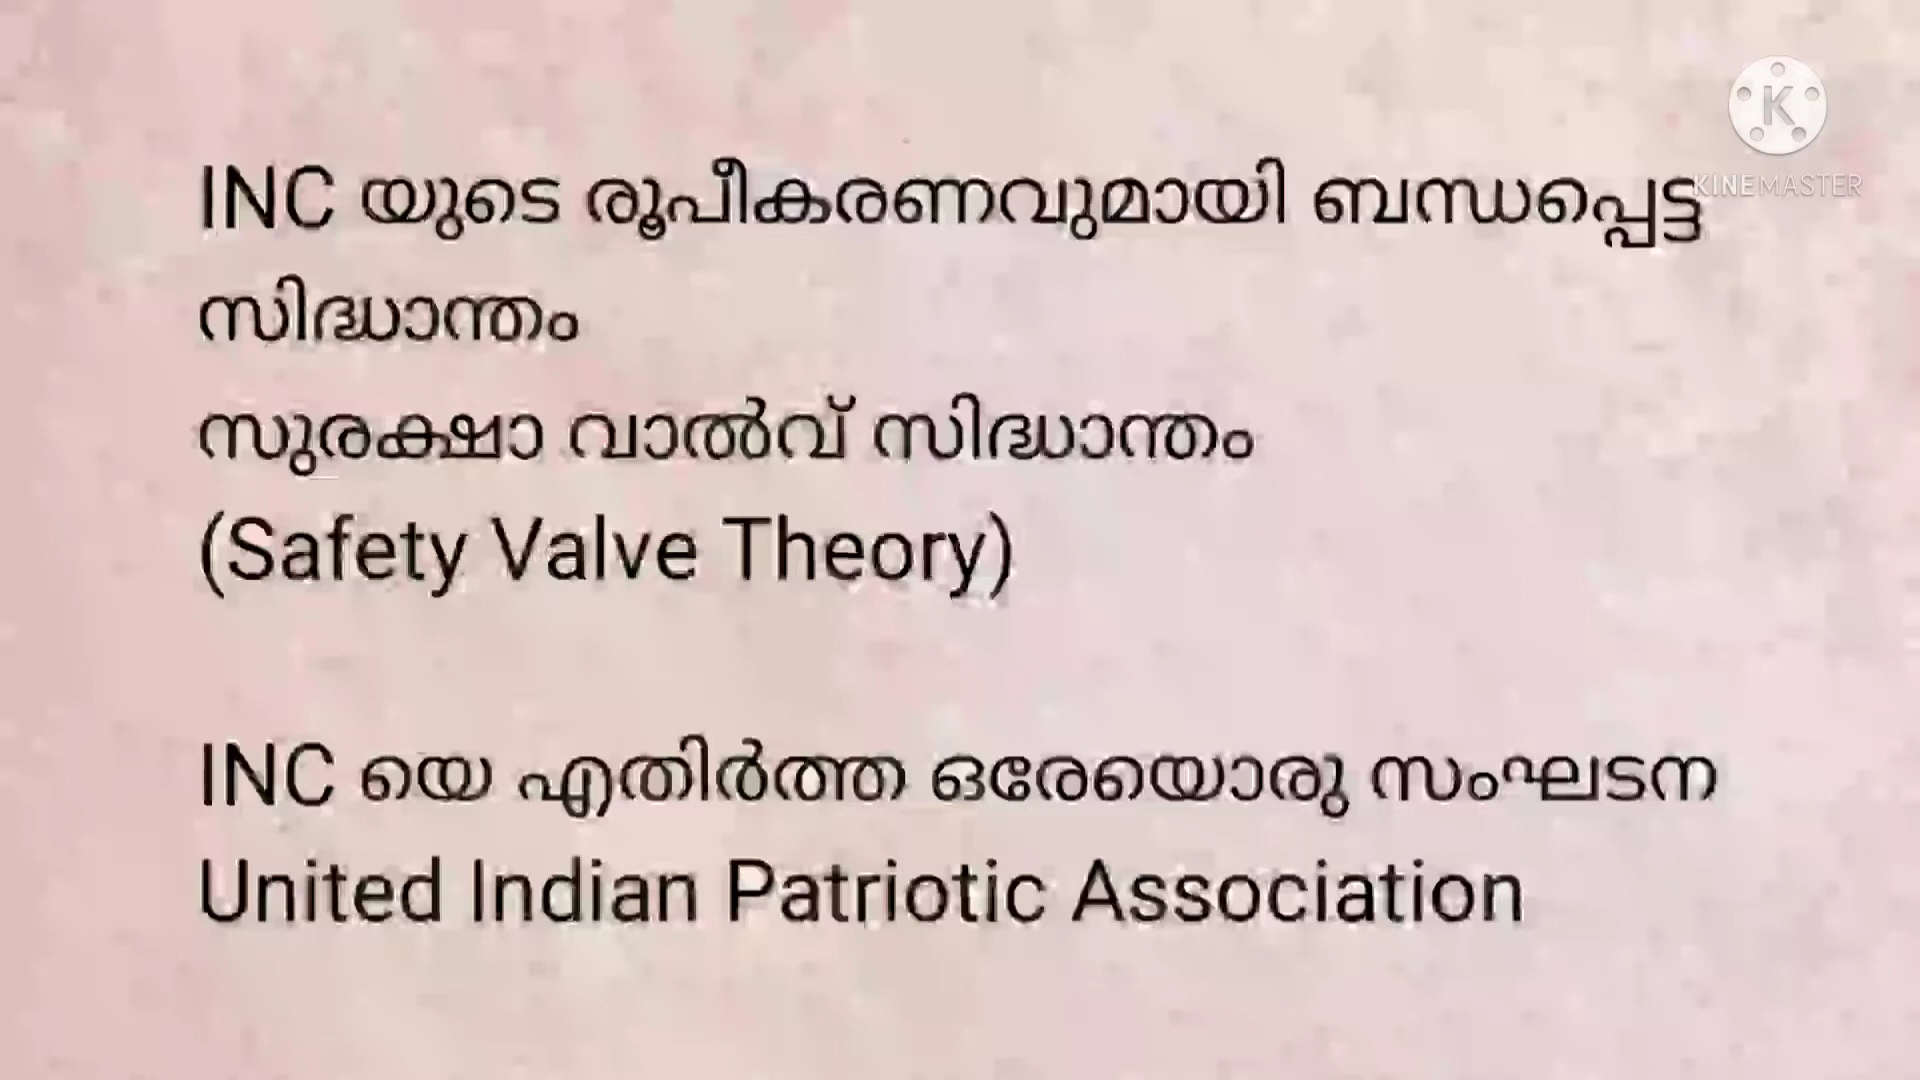 K
KINEMASTER
INC യുടെ രൂപീകരണവുമായി ബന്ധപ്പെട്ട
സിദ്ധാന്തം
സുരക്ഷാ വാൽവ് സിദ്ധാന്തം
(Safety Valve Theory)
INC യെ എതിർത്ത ഒരേയൊരു സംഘടന
United Indian Patriotic Association